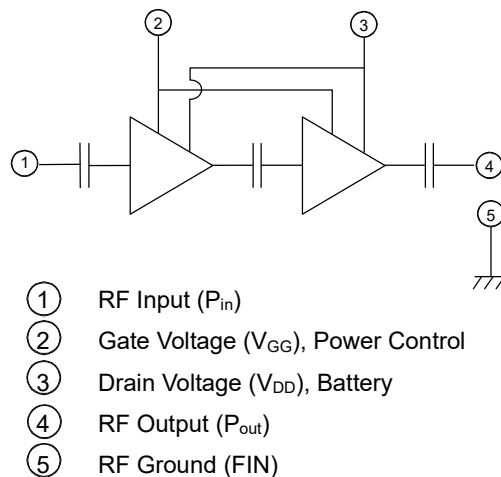 2
3
1
4
5
1 RF Input (Pin)
2 Gate Voltage (VGG), Power Control
3 Drain Voltage (VDD), Battery
4 RF Output (Pout)
5 RF Ground (FIN)